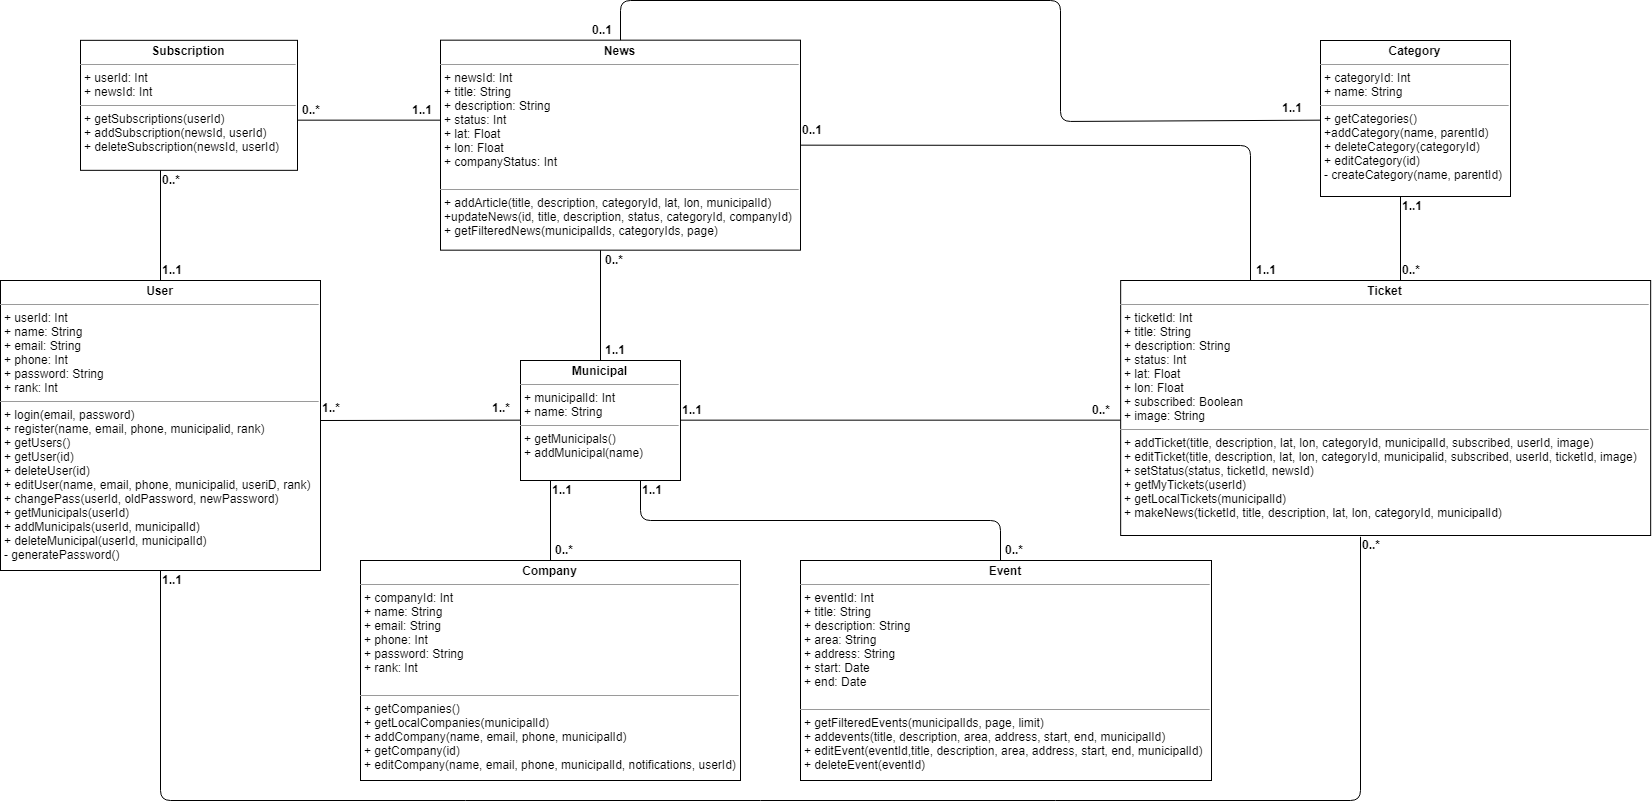 0..1
Subscription
+ userId: Int
+ newsId: Int
+ getSubscriptions(userId)
+ addSubscription(newsId, userId)
+ deleteSubscription(newsId, userId)
0..*
1..1
News
+ newsId: Int
+ title: String
+ description: String
+ status: Int
+ lat: Float
+ lon: Float
+ companyStatus: Int
+ addArticle(title, description, categoryId, lat, lon, municipalId)
+updateNews(id, title, description, status, categoryId, companyId)
+ getFilteredNews(municipalIds, categoryIds, page)
0..1
1..1
Category
+ categoryId: Int
+ name: String
+ getCategories()
+addCategory(name, parentId)
+ deleteCategory(categoryId)
+ editCategory(id)
- createCategory(name, parentId)
0..*
1..1
0..*
1..1
1..1
1..1
0..*
User
+ userId: Int
+ name: String
+ email: String
+ phone: Int
+ password: String
+ rank: Int
+ login(email, password)
+ register(name, email, phone, municipalid, rank)
+ getUsers()
+ getUser(id)
+ deleteUser(id)
+ editUser(name, email, phone, municipalid, useriD, rank)
+ changePass(userId, oldPassword, newPassword)
+ getMunicipals(userId)
+ addMunicipals(userId, municipalId)
+ deleteMunicipal(userId, municipalId)
- generatePassword()
1..*
1..*
Municipal
+ municipalId: Int
+ name: String
+ getMunicipals()
+ addMunicipal(name)
1..1
0..*
Ticket
+ ticketId: Int
+ title: String
+ description: String
+ status: Int
+ lat: Float
+ lon: Float
+ subscribed: Boolean
+ image: String
+ addTicket(title, description, lat, lon, categoryId, municipalId, subscribed, userId, image)
+ editTicket(title, description, lat, lon, categoryId, municipalid, subscribed, userId, ticketId, image)
+ setStatus(status, ticketId, newsId)
+ getMyTickets(userId)
+ getLocalTickets(municipalId)
+ makeNews(ticketId, title, description, lat, lon, categoryId, municipalId)
1..1
1..1
0..*
0..*
0..*
1..1
Company
+ companyId: Int
+ name: String
+ email: String
+ phone: Int
+ password: String
+ rank: Int
+ getCompanies()
+ getLocalCompanies(municipalId)
+ addCompany(name, email, phone, municipalId)
+ getCompany(id)
+ editCompany(name, email, phone, municipalId, notifications, userId)
Event
+ eventId: Int
+ title: String
+ description: String
+ area: String
+ address: String
+ start: Date
+ end: Date
+ getFilteredEvents(municipalIds, page, limit)
+ addevents(title, description, area, address, start, end, municipalId)
+ editEvent(eventId,title, description, area, address, start, end, municipalId)
+ deleteEvent(eventId)